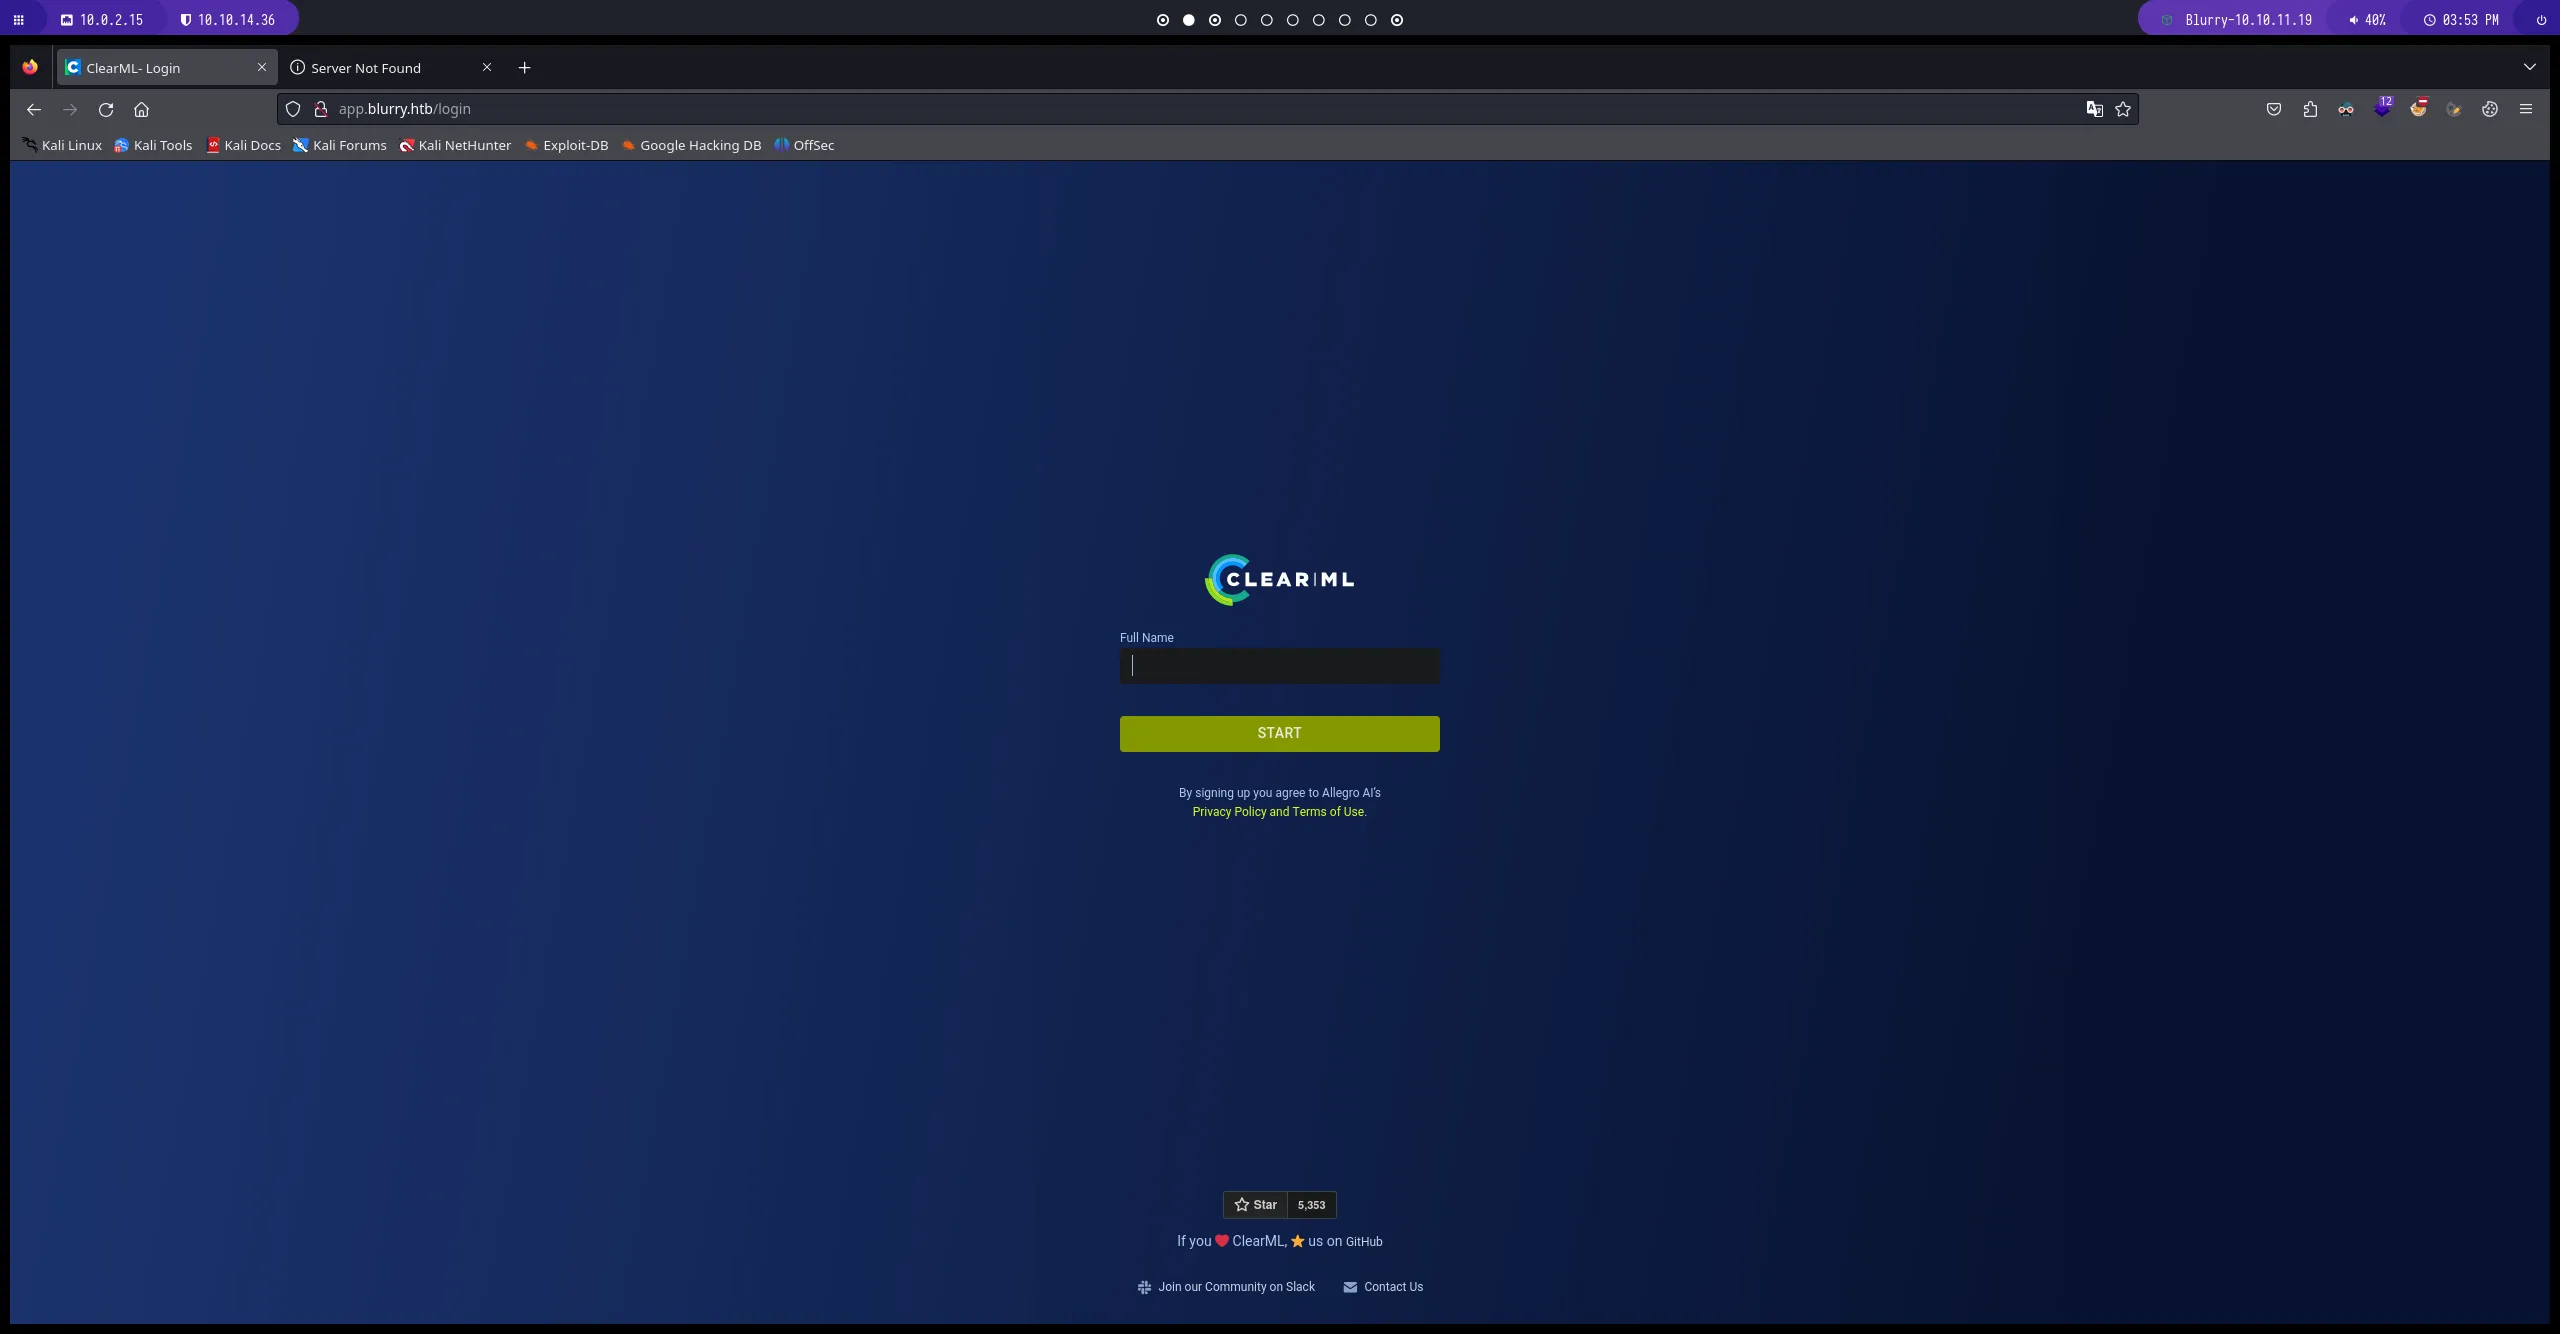 10.0.2.15 10.10.14.36 Blurry-10.10.11.19 40% 03:53 PM
ClearML- Login Server Not Found
app.blurry.htb/login 12
Kali Linux Kali Tools Kali Docs Kali Forums Kali NetHunter Exploit-DB Google Hacking DB OffSec
CLEAR|ML
Full Name
START
By signing up you agree to Allegro AI's
Privacy Policy and Terms of Use.
Star 5,353
If you ❤️ ClearML, ⭐ us on GitHub
Join our Community on Slack Contact Us